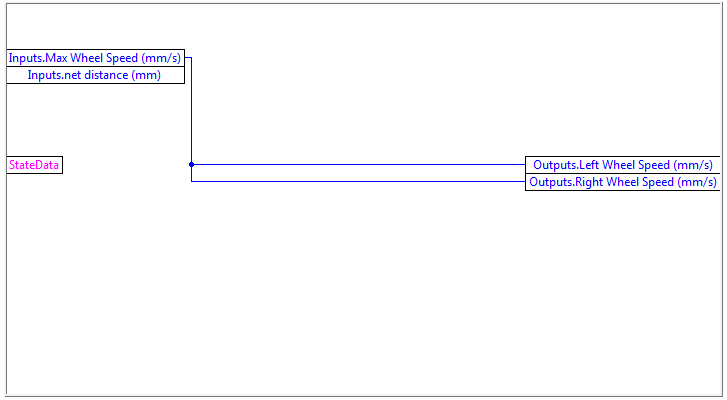 Inputs.Max Wheel Speed (mm/s)
Inputs.net distance (mm)
StateData
Outputs.Left Wheel Speed (mm/s)
Outputs.Right Wheel Speed (mm/s)